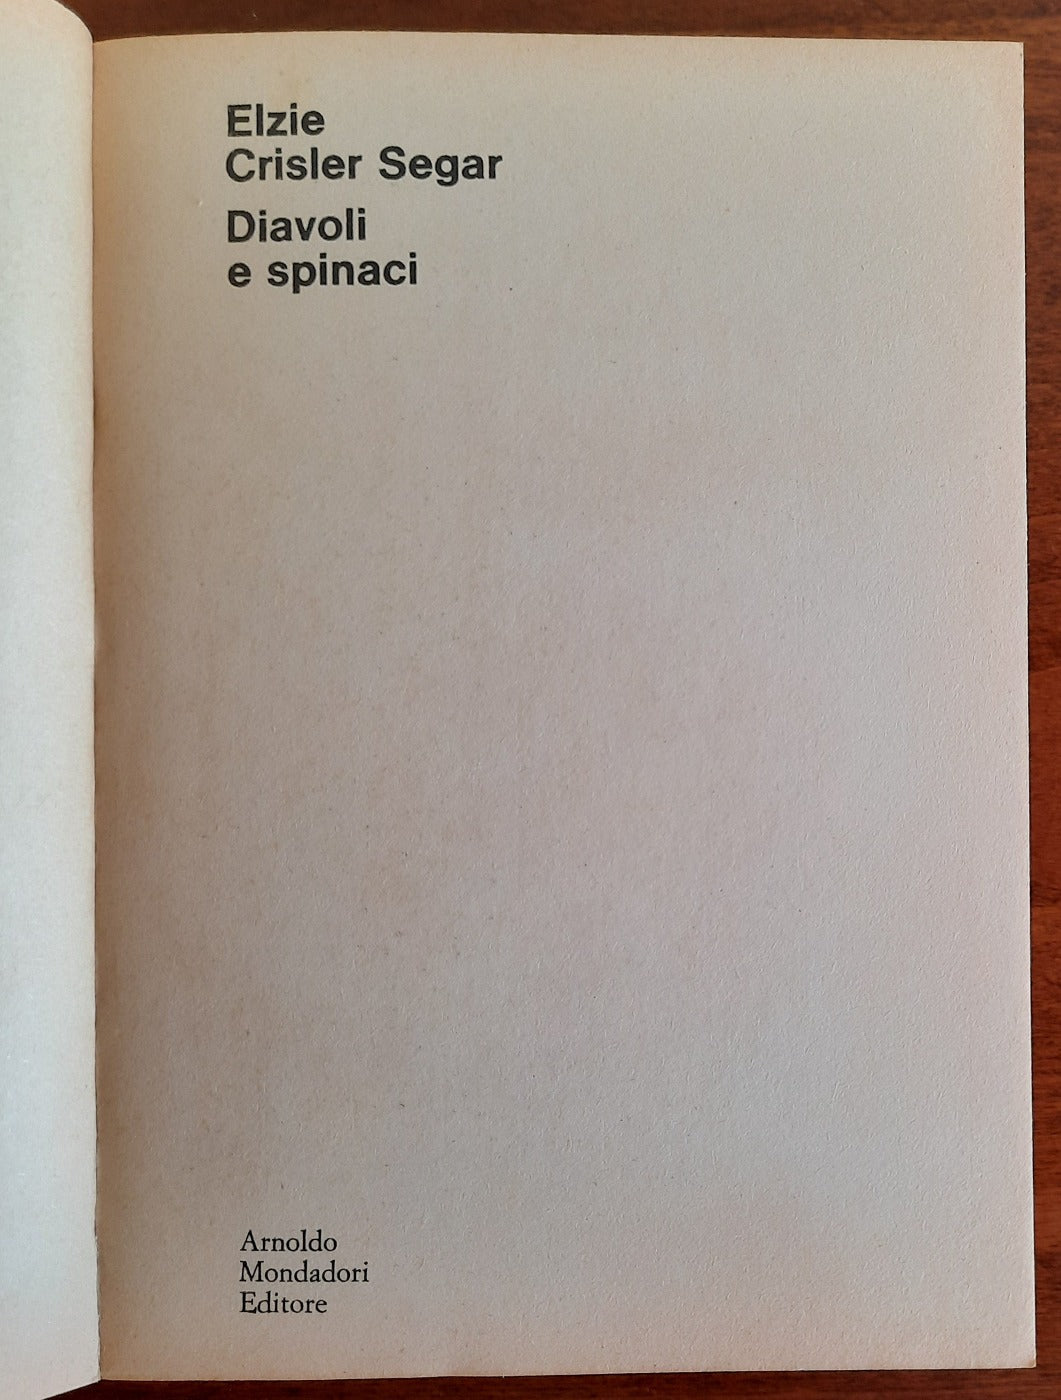 Elzie
Crisler Segar
Diavoli
e spinaci
Arnoldo
Mondadori
Editore